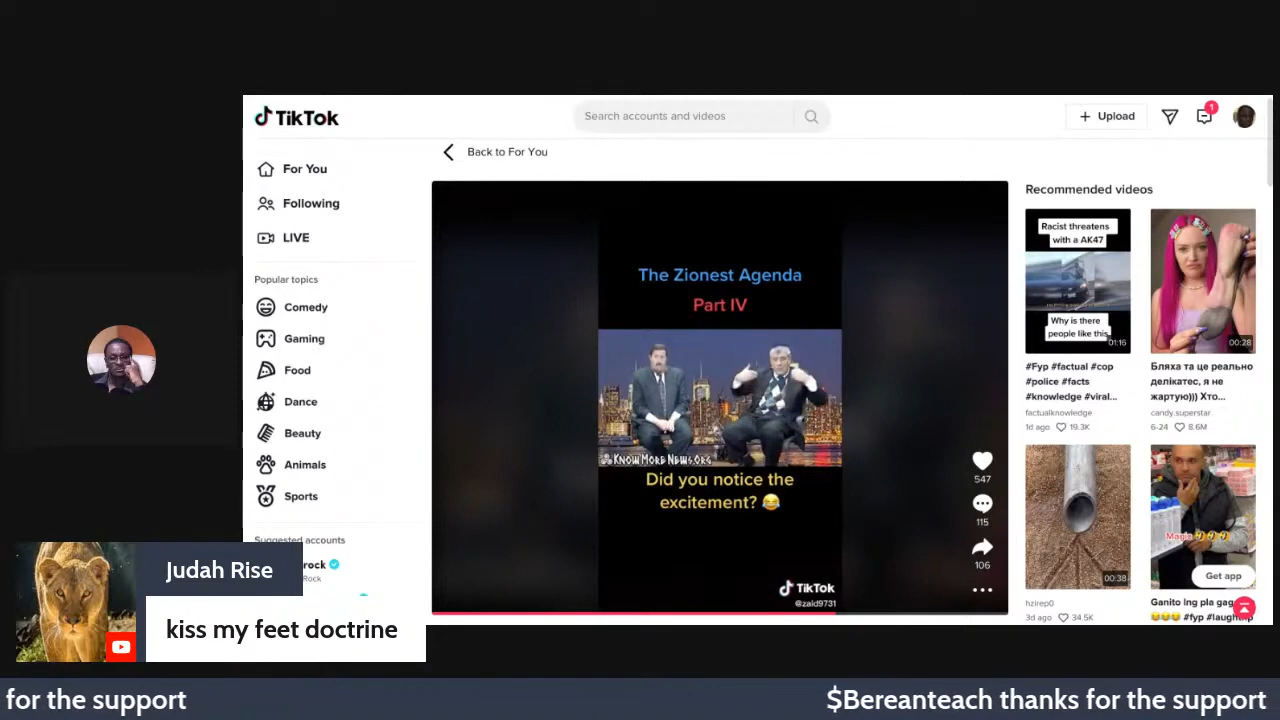 TikTok
Search accounts and videos
Upload
1
For You
Following
LIVE
Popular topics
Comedy
Gaming
Food
Dance
Beauty
Animals
Sports
Suggested accounts
rock
Rock
Back to For You
The Zionest Agenda
Part IV
KNOWMORENEWS.ORG
Did you notice the
excitement? 😂
TikTok
@zaid9731
547
115
106
Recommended videos
Racist threatens
with a AK47
Why is there
people like this
01:16
#Fyp #factual #cop
#police #facts
#knowledge #viral...
factualknowledge
1d ago 19.3K
00:28
Бляха та це реально
делікатес, я не
жартую))) Хто...
candy.superstar
6-24 8.6M
00:38
hzirep0
3d ago 34.5K
Magic
Get app
Ganito lng pla gag
😂😂😂 #fyp #laughtrip
Judah Rise
kiss my feet doctrine
for the support
$Bereanteach thanks for the support